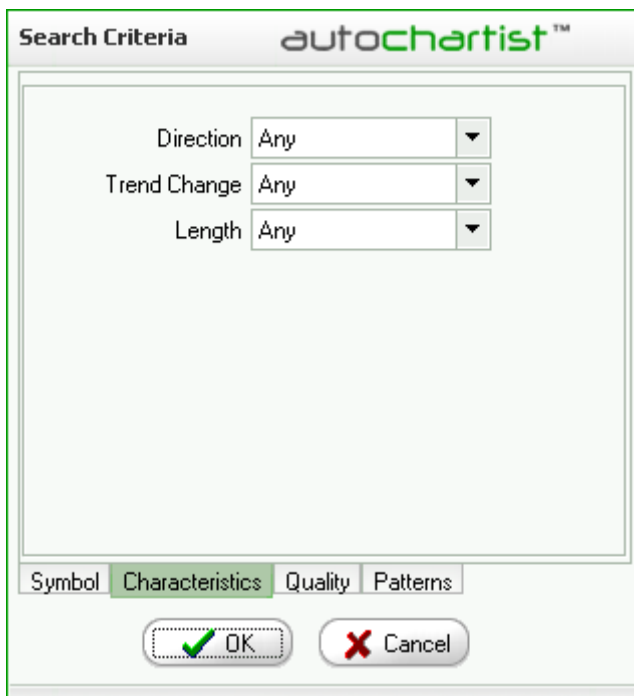 Search Criteria autochartist™
Direction Any
Trend Change Any
Length Any
Symbol Characteristics Quality Patterns
OK Cancel